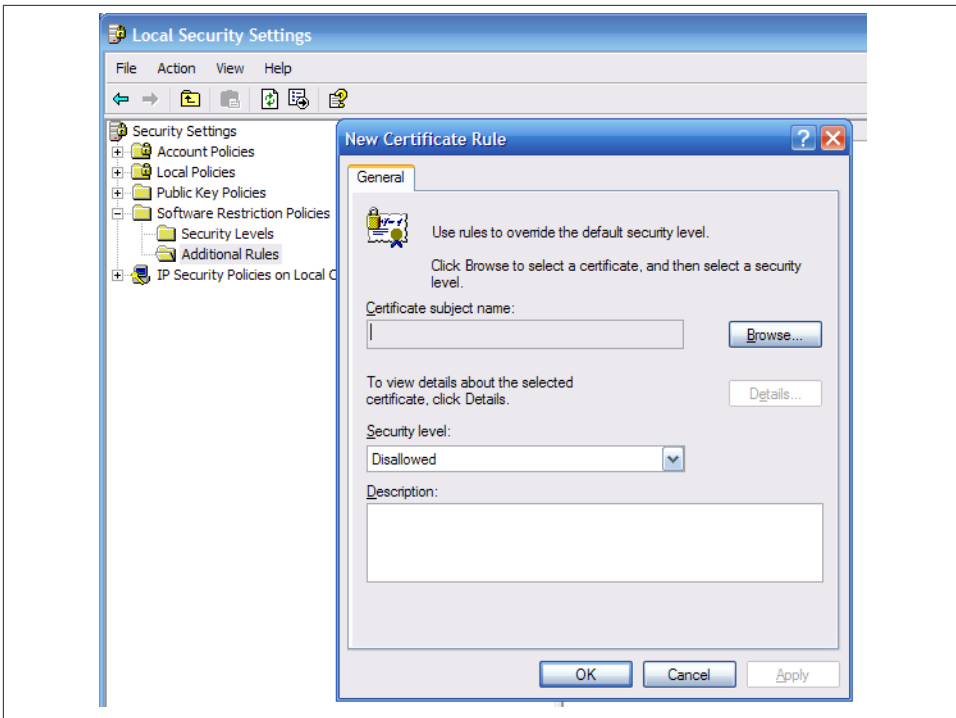 Local Security Settings
File Action View Help
Security Settings
Account Policies
Local Policies
Public Key Policies
Software Restriction Policies
Security Levels
Additional Rules
IP Security Policies on Local C
New Certificate Rule
General
Use rules to override the default security level.
Click Browse to select a certificate, and then select a security
level.
Certificate subject name:
Browse...
To view details about the selected
certificate, click Details.
Details...
Security level:
Disallowed
Description:
OK Cancel Apply